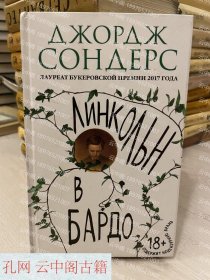 ДЖОРДЖ
СОНДЕРС
ЛАУРЕАТ БУКЕРОВСКОЙ ПРЕМИИ 2017 ГОДА
ЛИНКОЛЬН
В
БАРДО
18+
孔网 云中阁古籍